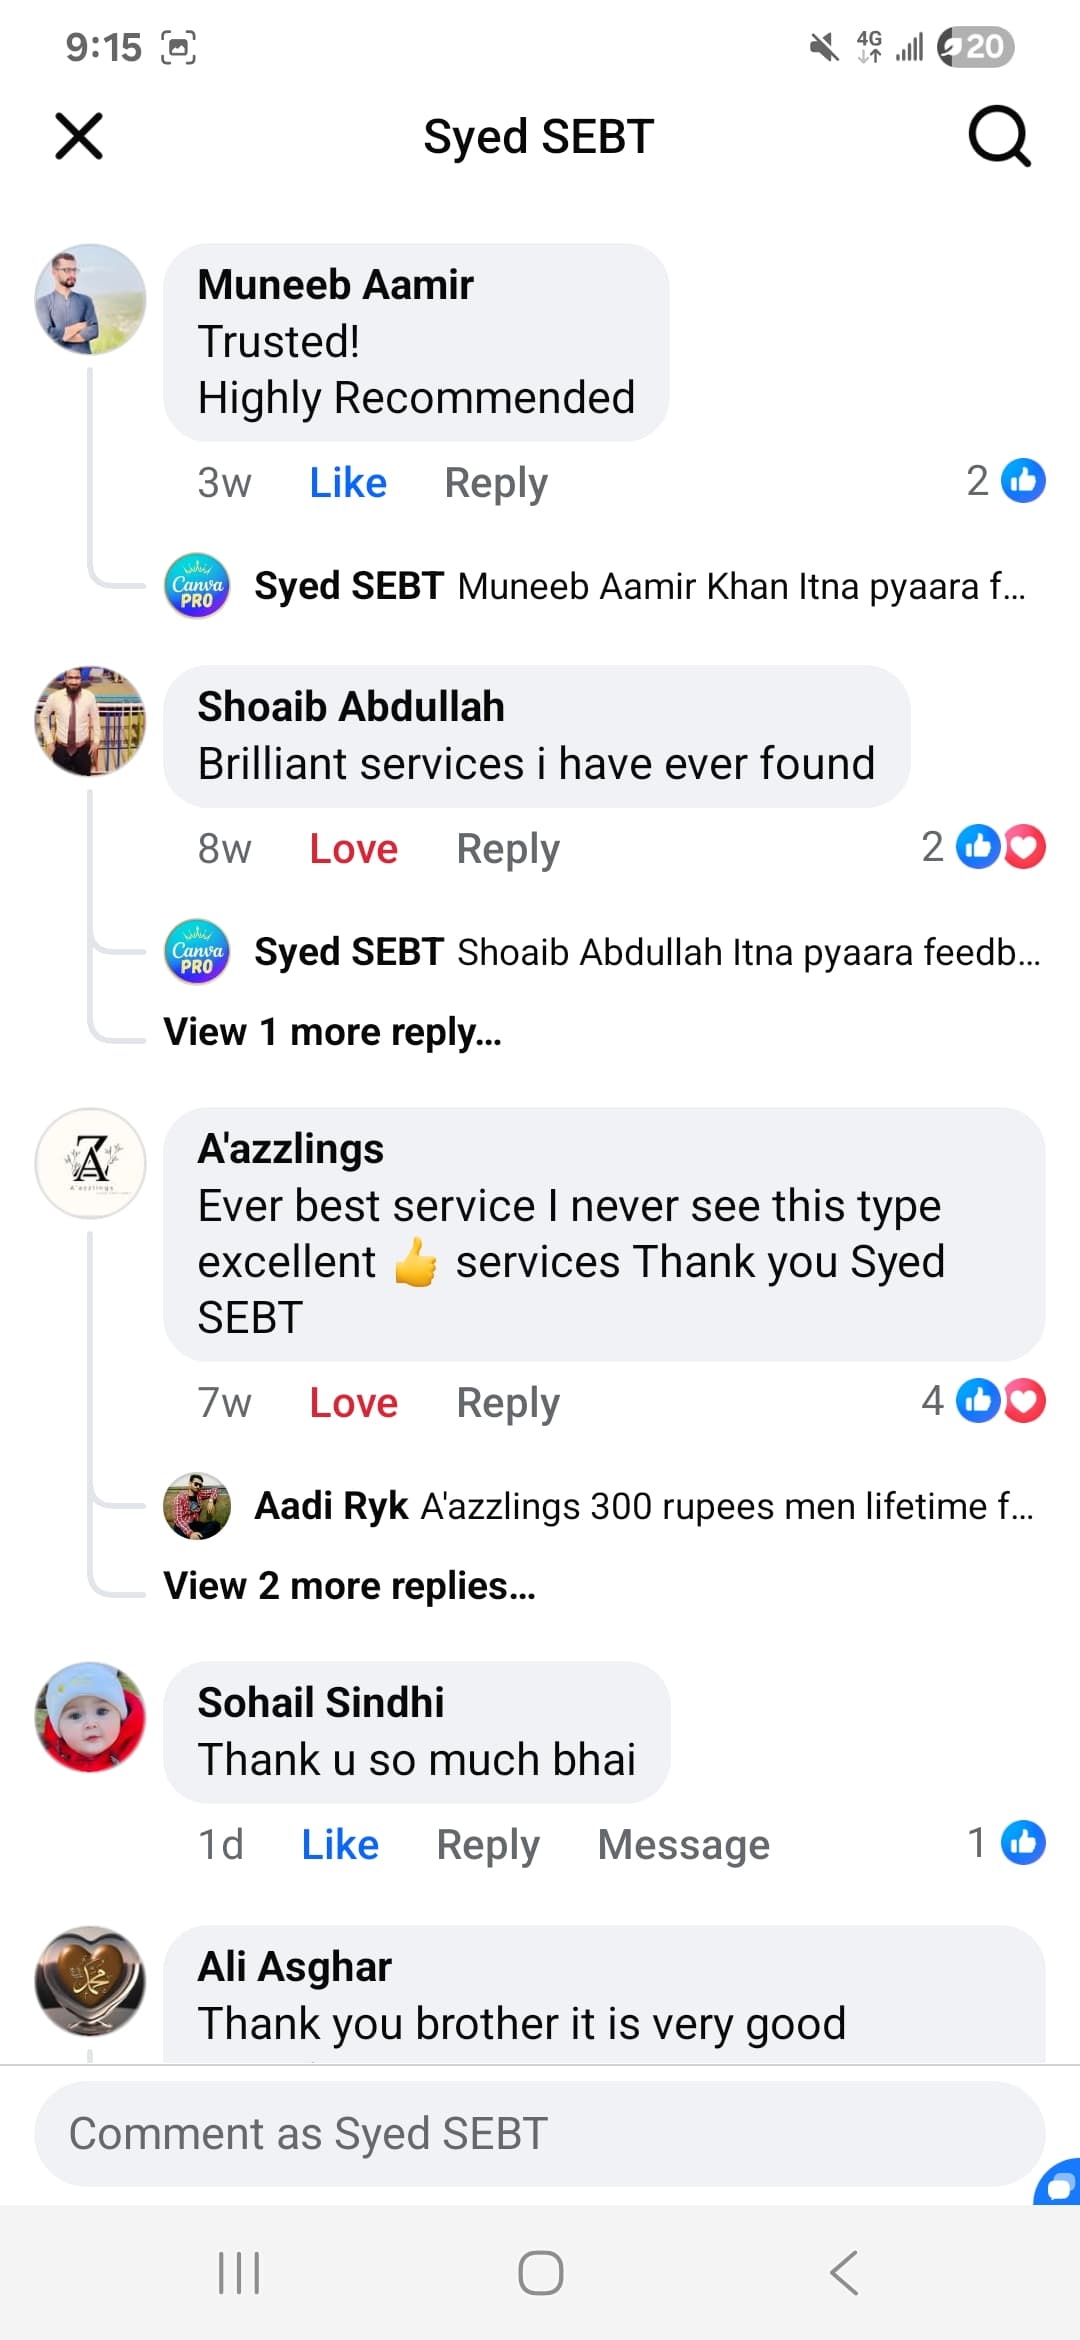 9:15
4G
20
Syed SEBT
Muneeb Aamir
Trusted!
Highly Recommended
3w Like Reply 2
Canva
PRO
Syed SEBT Muneeb Aamir Khan Itna pyaara f...
Shoaib Abdullah
Brilliant services i have ever found
8w Love Reply 2
Canva
PRO
Syed SEBT Shoaib Abdullah Itna pyaara feedb...
View 1 more reply...
A'azzlings
Ever best service I never see this type
excellent 👍 services Thank you Syed
SEBT
7w Love Reply 4
Aadi Ryk A'azzlings 300 rupees men lifetime f...
View 2 more replies...
Sohail Sindhi
Thank u so much bhai
1d Like Reply Message 1
Ali Asghar
Thank you brother it is very good
Comment as Syed SEBT